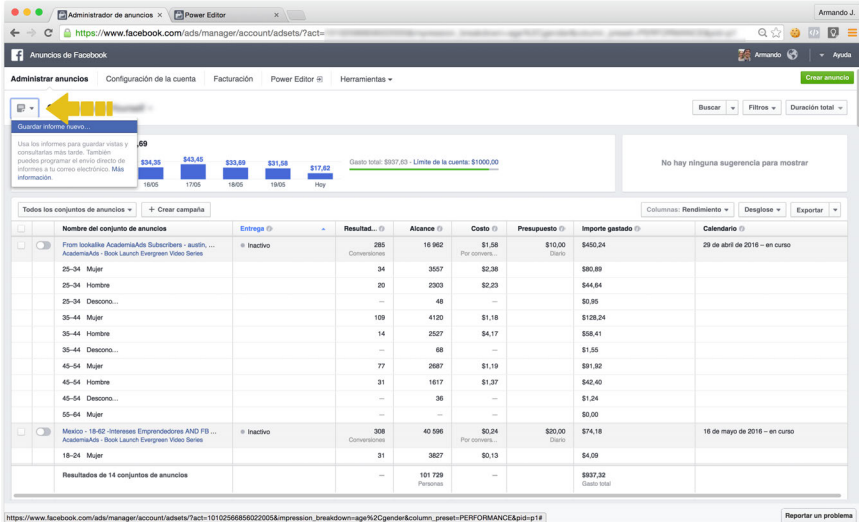 Administrador de anuncios
Power Editor
Armando J.
https://www.facebook.com/ads/manager/account/adsets/?act=
Anuncios de Facebook
Armando
Ayuda
Administrar anuncios
Configuración de la cuenta
Facturación
Power Editor
Herramientas
Crear anuncio
Buscar
Filtros
Duración total
Guardar informe nuevo...
Usa los informes para guardar vistas y
consultarlas más tarde. También
puedes programar el envío directo de
informes a tu correo electrónico. Más
información.
,69
$34,35 $43,45 $33,89 $31,58 $17,62
16/05 17/05 18/05 19/05 Hoy
Gasto total: $937,63 - Límite de la cuenta: $1000,00
No hay ninguna sugerencia para mostrar
Todos los conjuntos de anuncios
+ Crear campaña
Columnas: Rendimiento
Desglose
Exportar
Nombre del conjunto de anuncios Entrega Resultad... Alcance Costo Presupuesto Importe gastado Calendario
From lookalike AcademiaAds Subscribers - austin, ... Inactivo 285 16 962 $1,58 $10,00 $450,24 29 de abril de 2016 – en curso
AcademiaAds - Book Launch Evergreen Video Series Conversiones Por convers... Diario
25–34 Mujer 34 3557 $2,38 $80,89
25–34 Hombre 20 2303 $2,23 $44,64
25–34 Descono... — 48 — $0,95
35–44 Mujer 109 4120 $1,18 $128,24
35–44 Hombre 14 2527 $4,17 $58,41
35–44 Descono... — 68 — $1,55
45–54 Mujer 77 2687 $1,19 $91,92
45–54 Hombre 31 1617 $1,37 $42,40
45–54 Descono... — 36 — $1,24
55–64 Mujer — — — $0,00
Mexico - 18-62 -Intereses Emprendedores AND FB ... Inactivo 308 40 596 $0,24 $20,00 $74,18 16 de mayo de 2016 – en curso
AcademiaAds - Book Launch Evergreen Video Series Conversiones Por convers... Diario
18–24 Mujer 31 3827 $0,13 $4,09
Resultados de 14 conjuntos de anuncios — 101 729 — $937,32
Personas Gasto total
https://www.facebook.com/ads/manager/account/adsets/?act=10102566856022005&impression_breakdown=age%2Cgender&column_preset=PERFORMANCE&pid=p1#
Reportar un problema